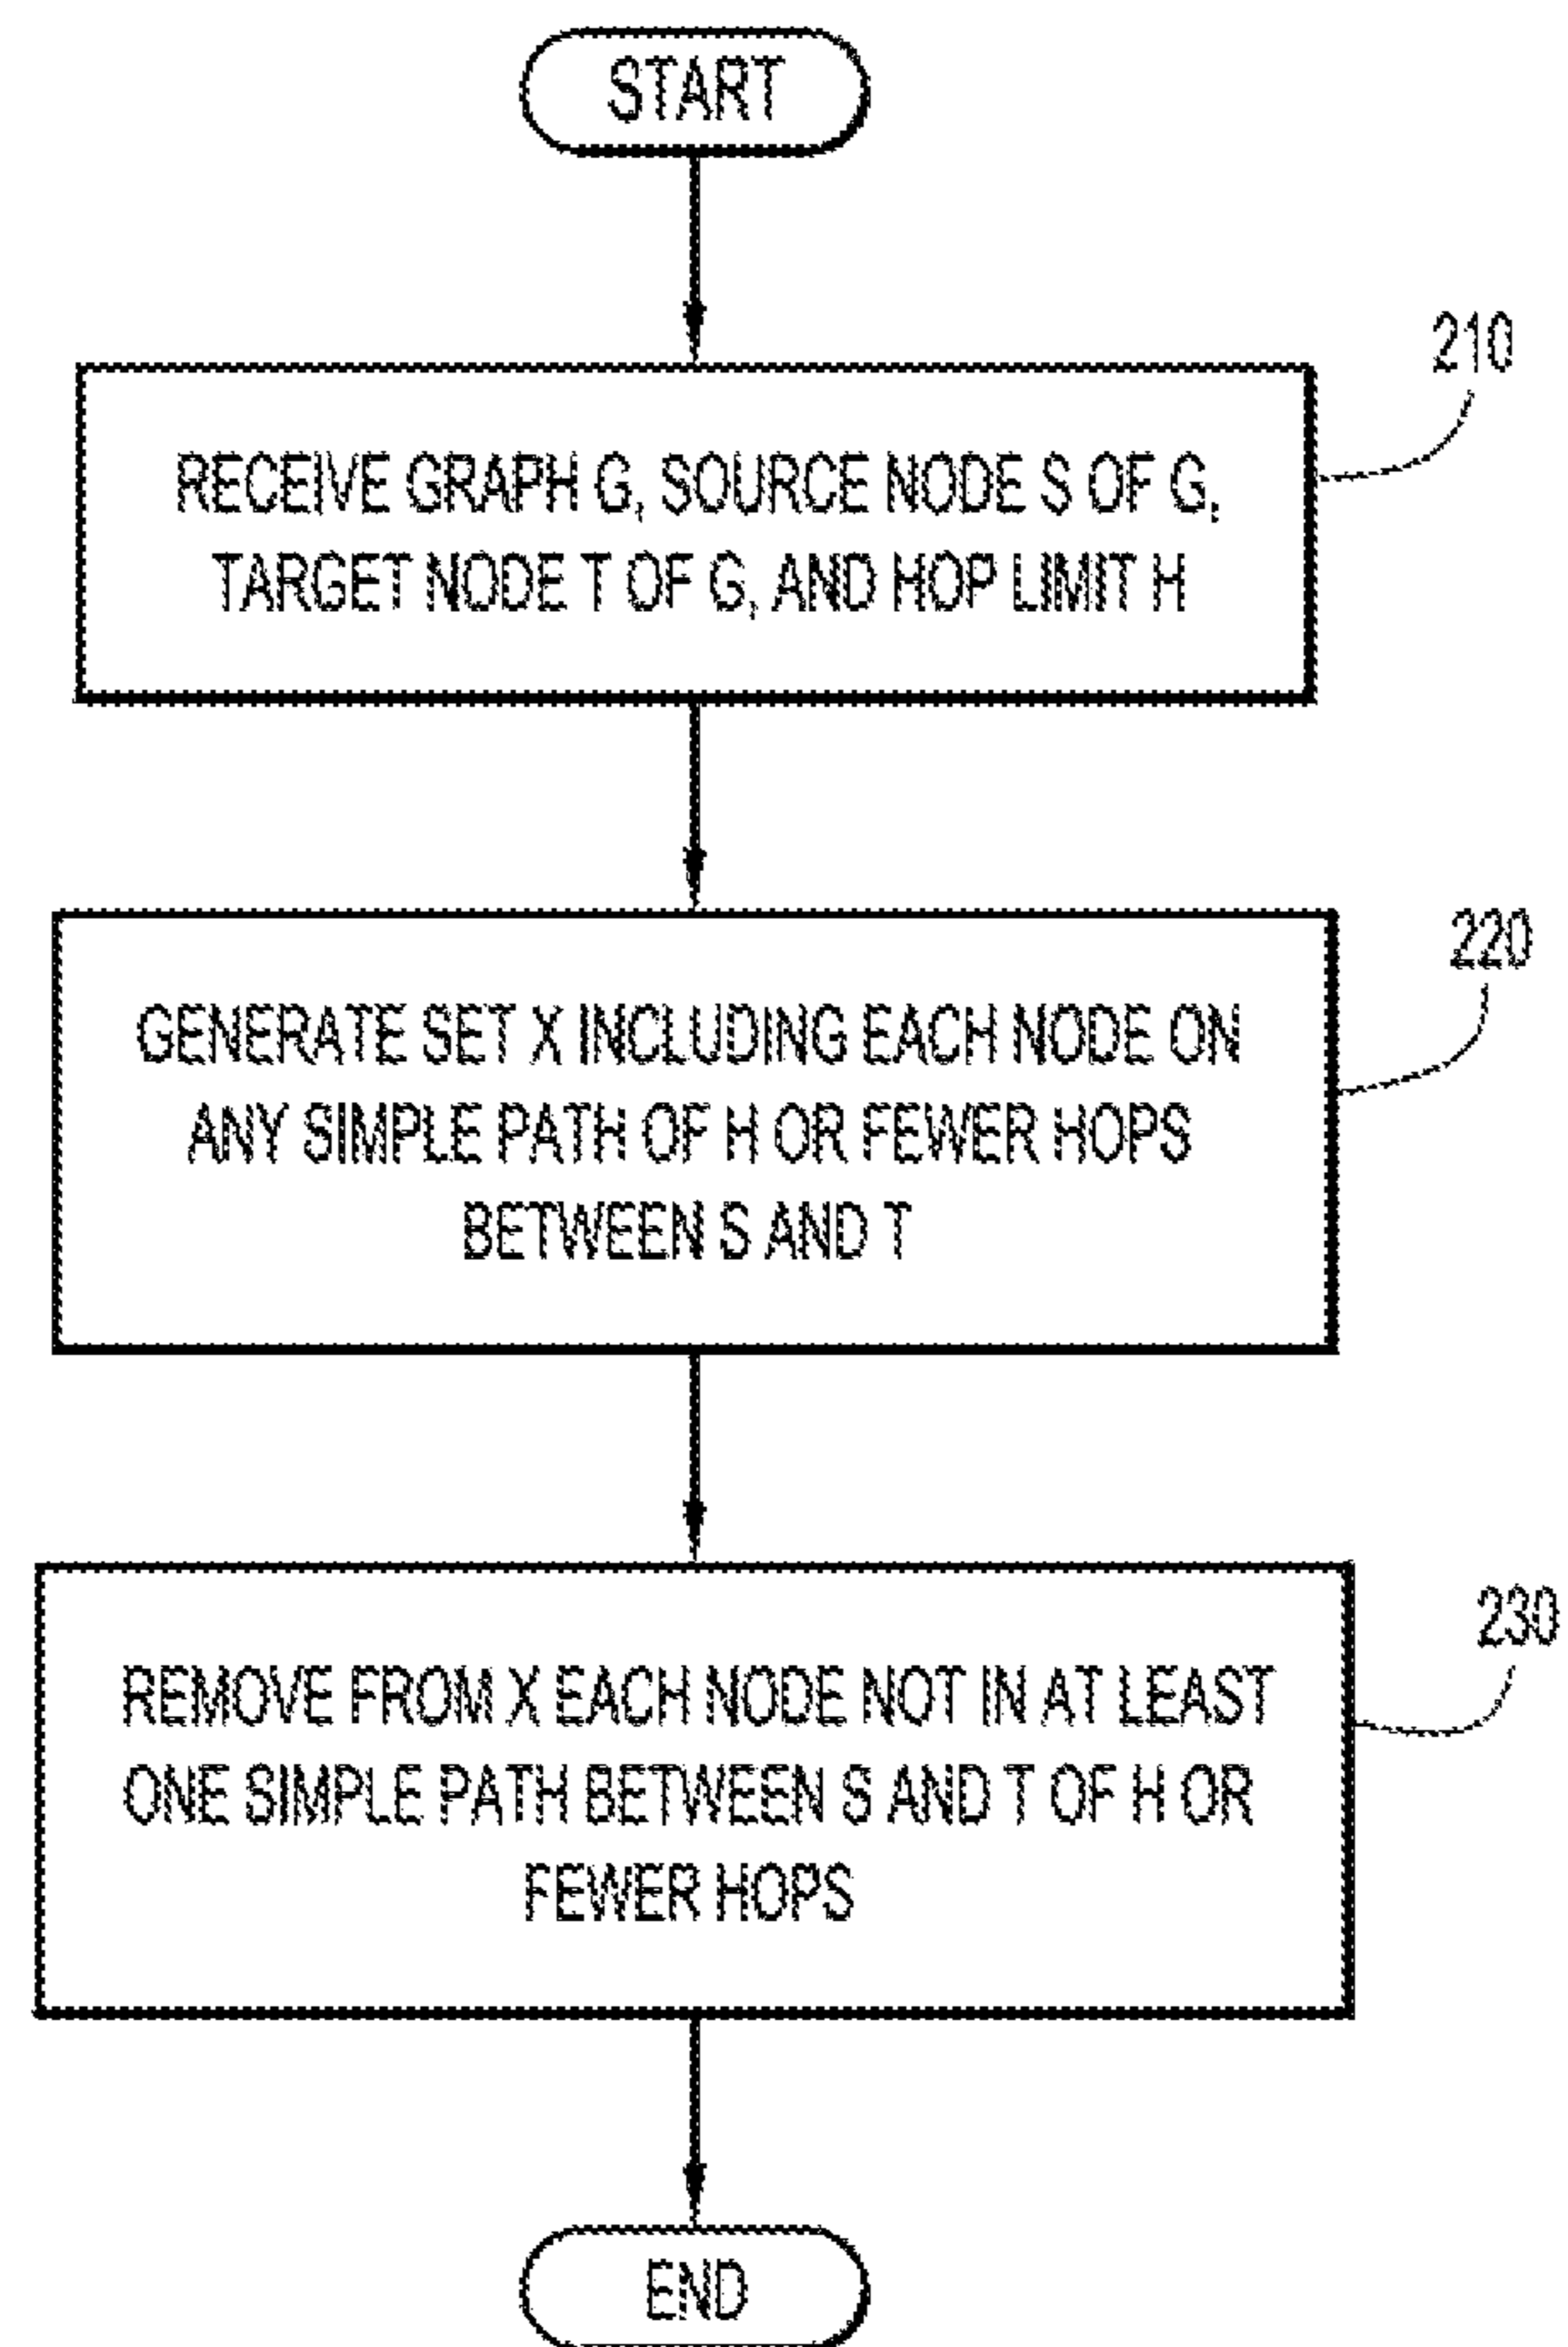 START
210
RECEIVE GRAPH G, SOURCE NODE S OF G,
TARGET NODE T OF G, AND HOP LIMIT H
220
GENERATE SET X INCLUDING EACH NODE ON
ANY SIMPLE PATH OF H OR FEWER HOPS
BETWEEN S AND T
230
REMOVE FROM X EACH NODE NOT IN AT LEAST
ONE SIMPLE PATH BETWEEN S AND T OF H OR
FEWER HOPS
END